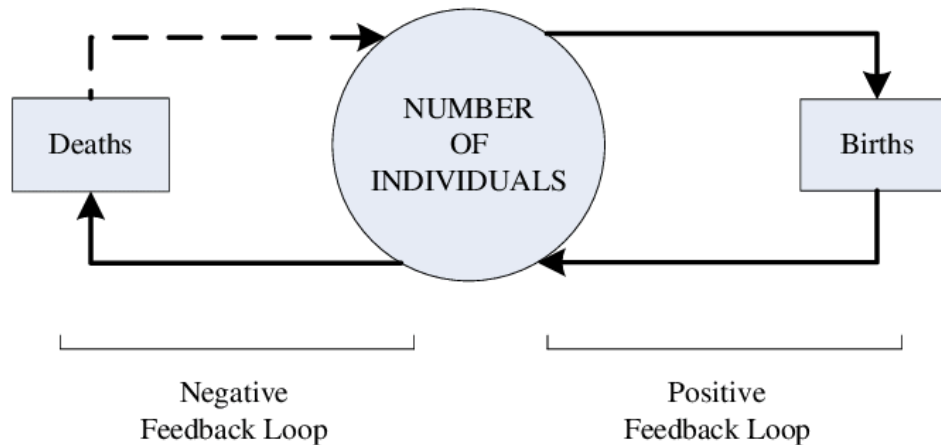 Deaths
NUMBER
OF
INDIVIDUALS
Births
Negative
Feedback Loop
Positive
Feedback Loop